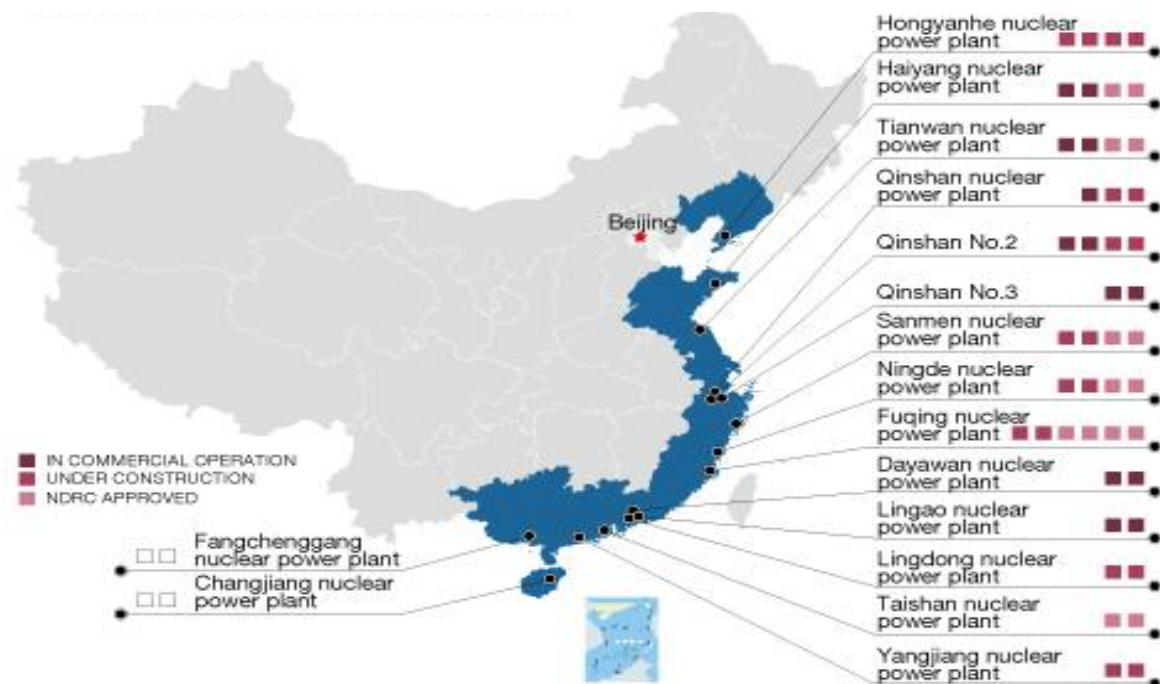 Hongyanhe nuclear
power plant
Haiyang nuclear
power plant
Tianwan nuclear
power plant
Qinshan nuclear
power plant
Beijing
Qinshan No.2
Qinshan No.3
Sanmen nuclear
power plant
Ningde nuclear
power plant
Fuqing nuclear
power plant
IN COMMERCIAL OPERATION
UNDER CONSTRUCTION
NDRC APPROVED
Dayawan nuclear
power plant
Lingao nuclear
power plant
Fangchenggang
nuclear power plant
Changjiang nuclear
power plant
Lingdong nuclear
power plant
Taishan nuclear
power plant
Yangjiang nuclear
power plant